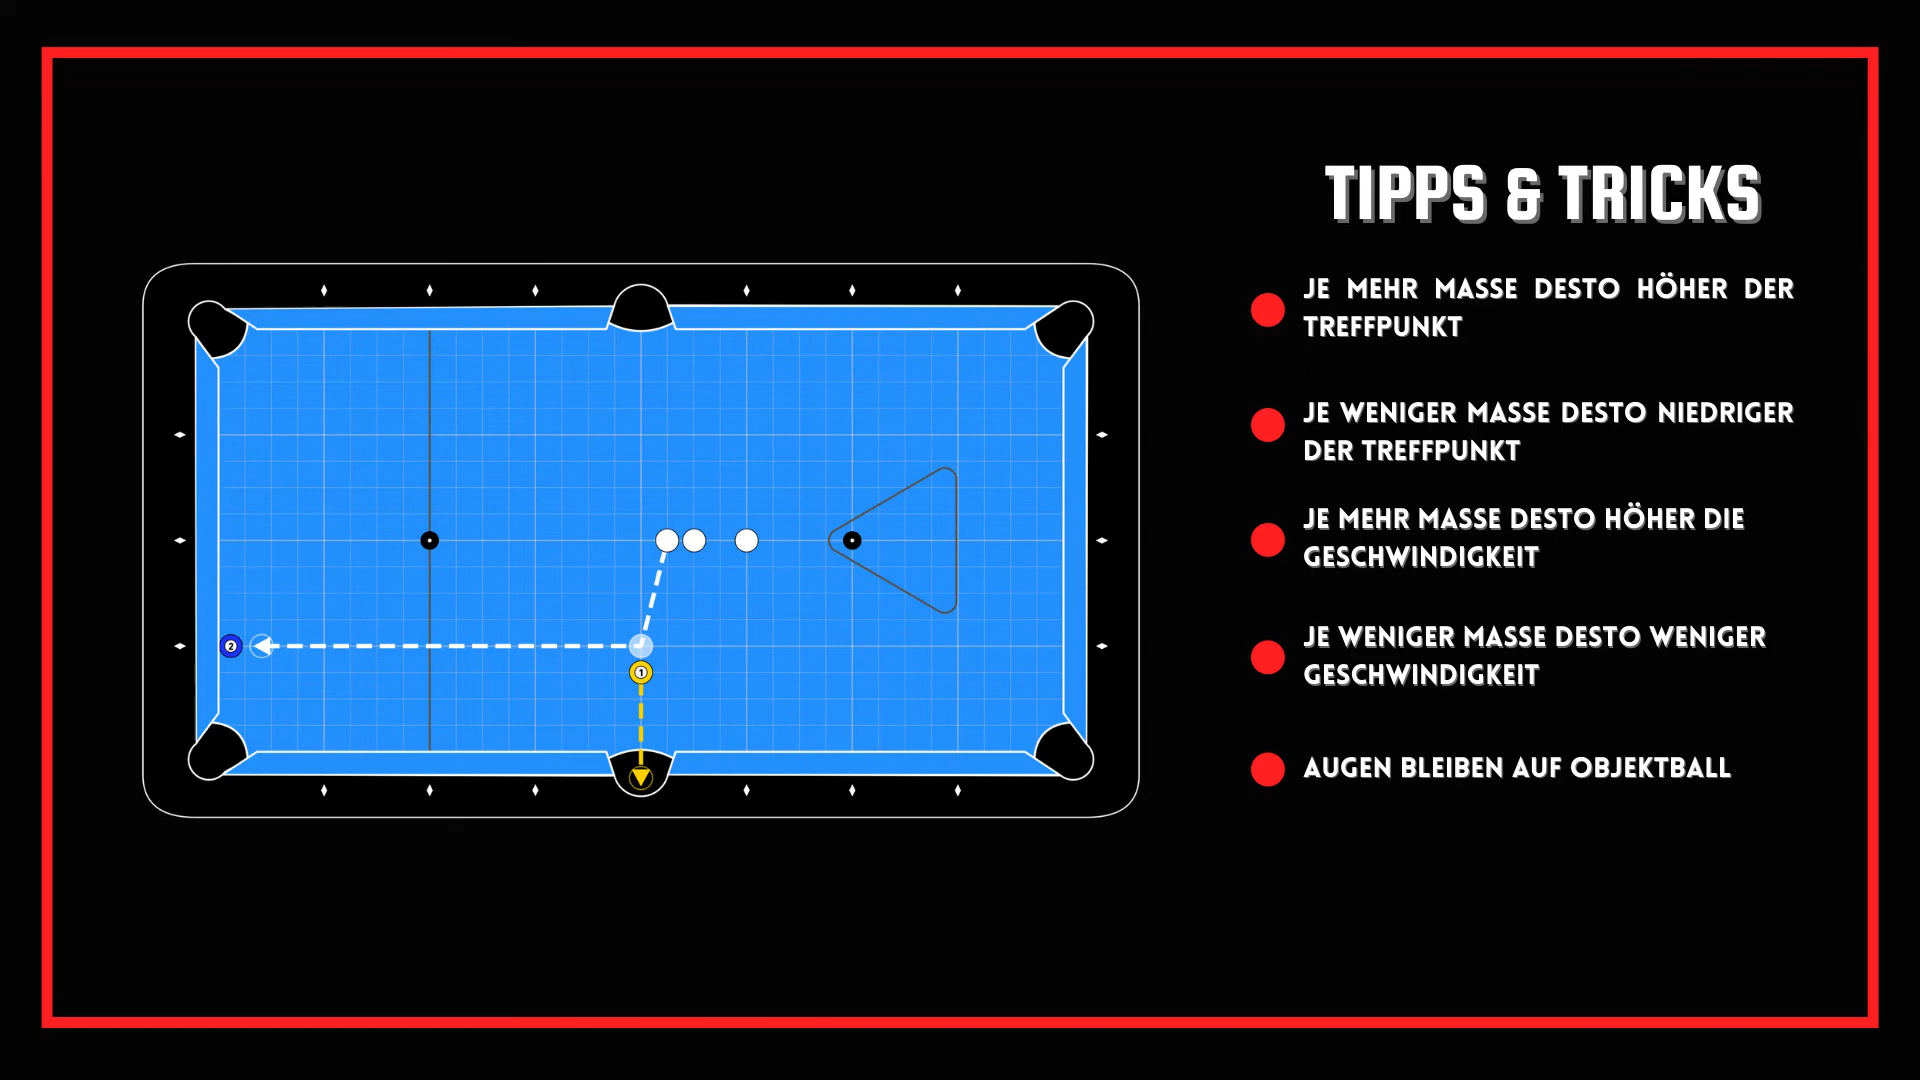 TIPPS & TRICKS
JE MEHR MASSE DESTO HÖHER DER
TREFFPUNKT
JE WENIGER MASSE DESTO NIEDRIGER
DER TREFFPUNKT
JE MEHR MASSE DESTO HÖHER DIE
GESCHWINDIGKEIT
JE WENIGER MASSE DESTO WENIGER
GESCHWINDIGKEIT
AUGEN BLEIBEN AUF OBJEKTBALL
2
1